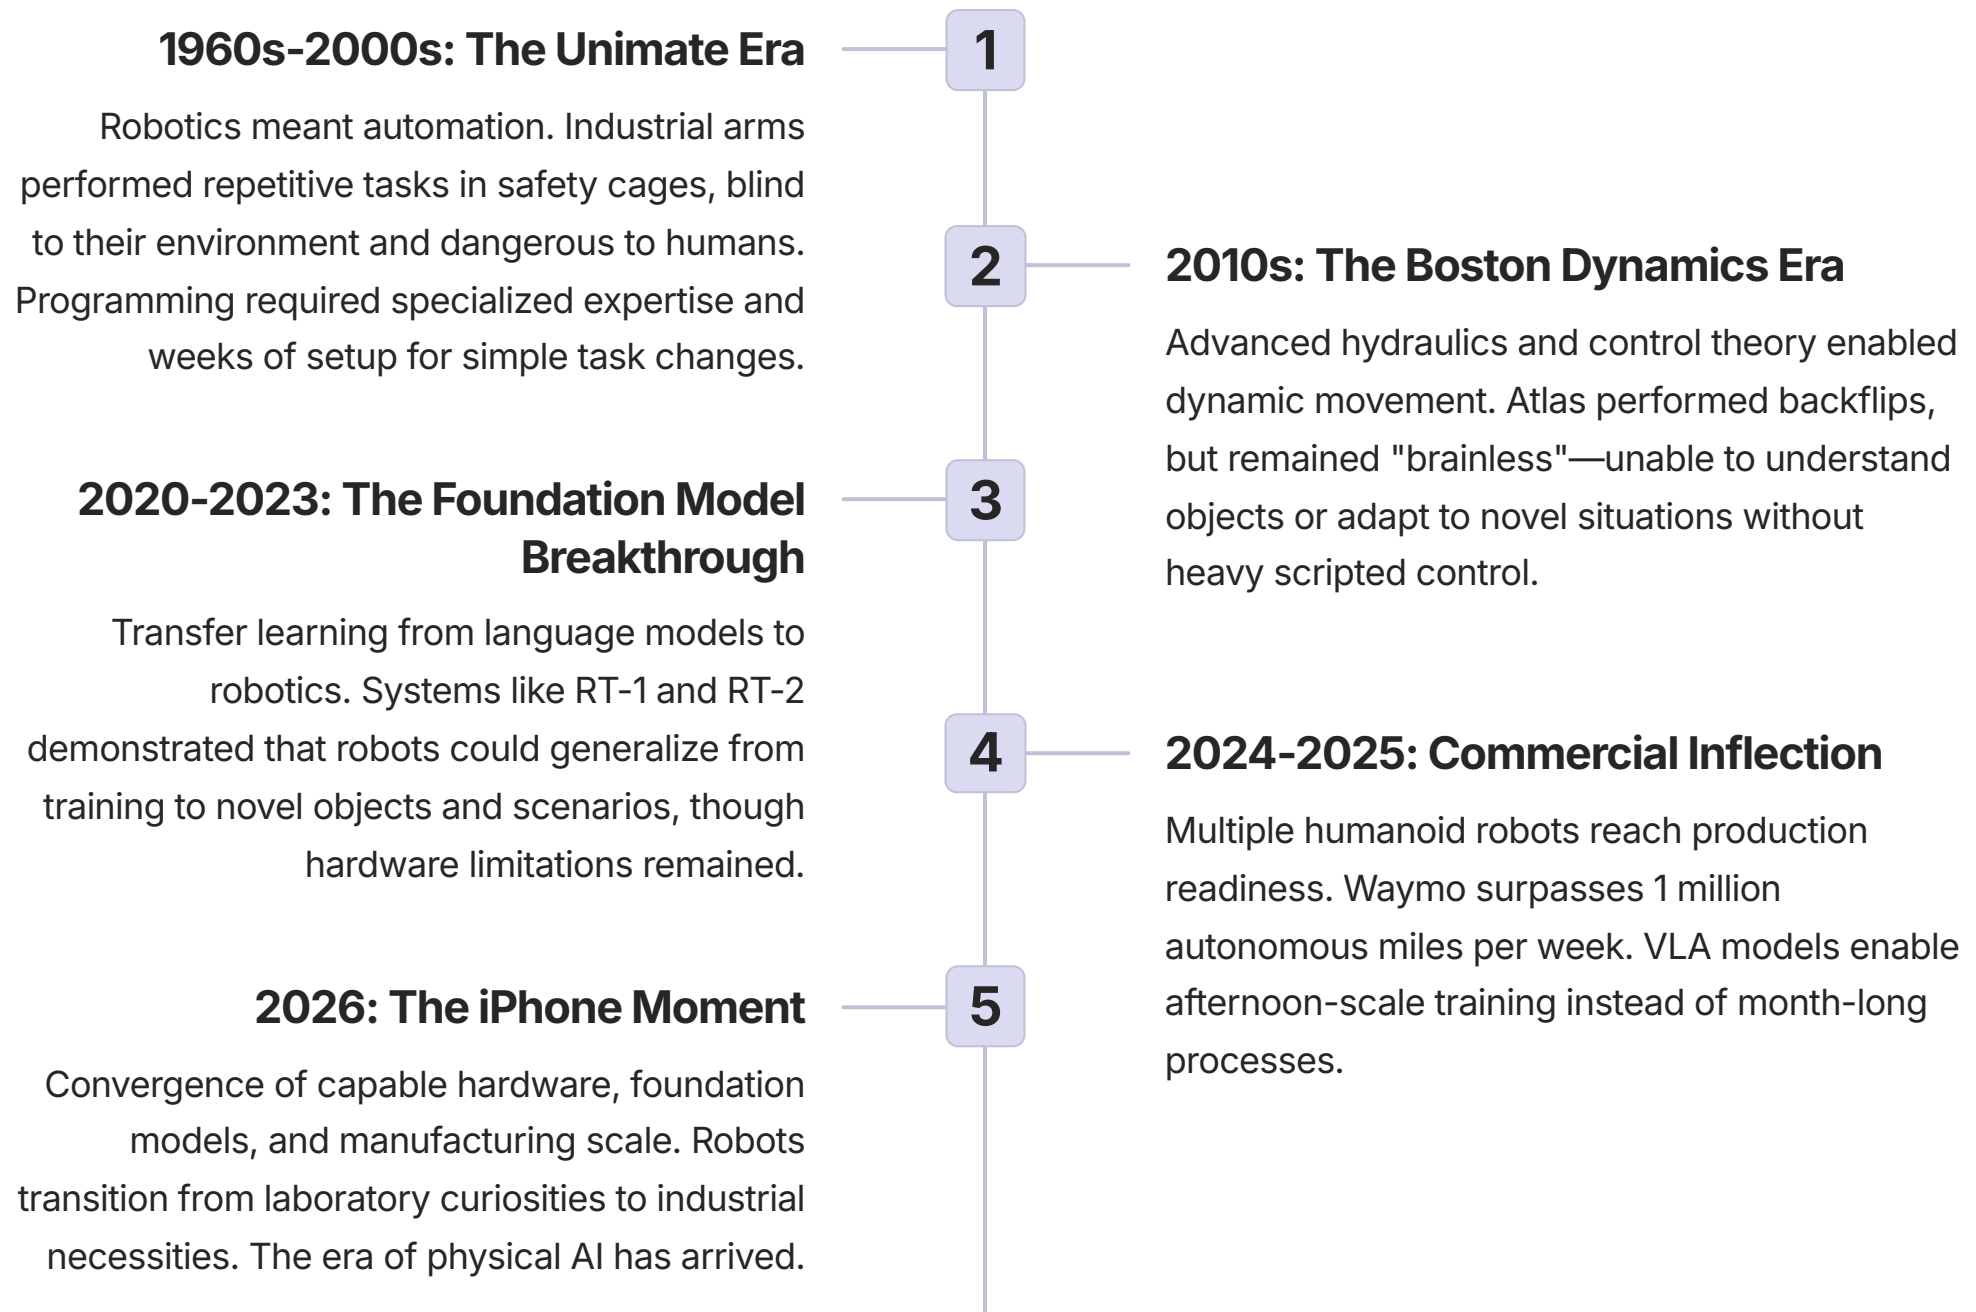 1
1960s-2000s: The Unimate Era
Robotics meant automation. Industrial arms
performed repetitive tasks in safety cages, blind
to their environment and dangerous to humans.
Programming required specialized expertise and
weeks of setup for simple task changes.
2
2010s: The Boston Dynamics Era
Advanced hydraulics and control theory enabled
dynamic movement. Atlas performed backflips,
but remained "brainless"—unable to understand
objects or adapt to novel situations without
heavy scripted control.
3
2020-2023: The Foundation Model
Breakthrough
Transfer learning from language models to
robotics. Systems like RT-1 and RT-2
demonstrated that robots could generalize from
training to novel objects and scenarios, though
hardware limitations remained.
4
2024-2025: Commercial Inflection
Multiple humanoid robots reach production
readiness. Waymo surpasses 1 million
autonomous miles per week. VLA models enable
afternoon-scale training instead of month-long
processes.
5
2026: The iPhone Moment
Convergence of capable hardware, foundation
models, and manufacturing scale. Robots
transition from laboratory curiosities to industrial
necessities. The era of physical AI has arrived.